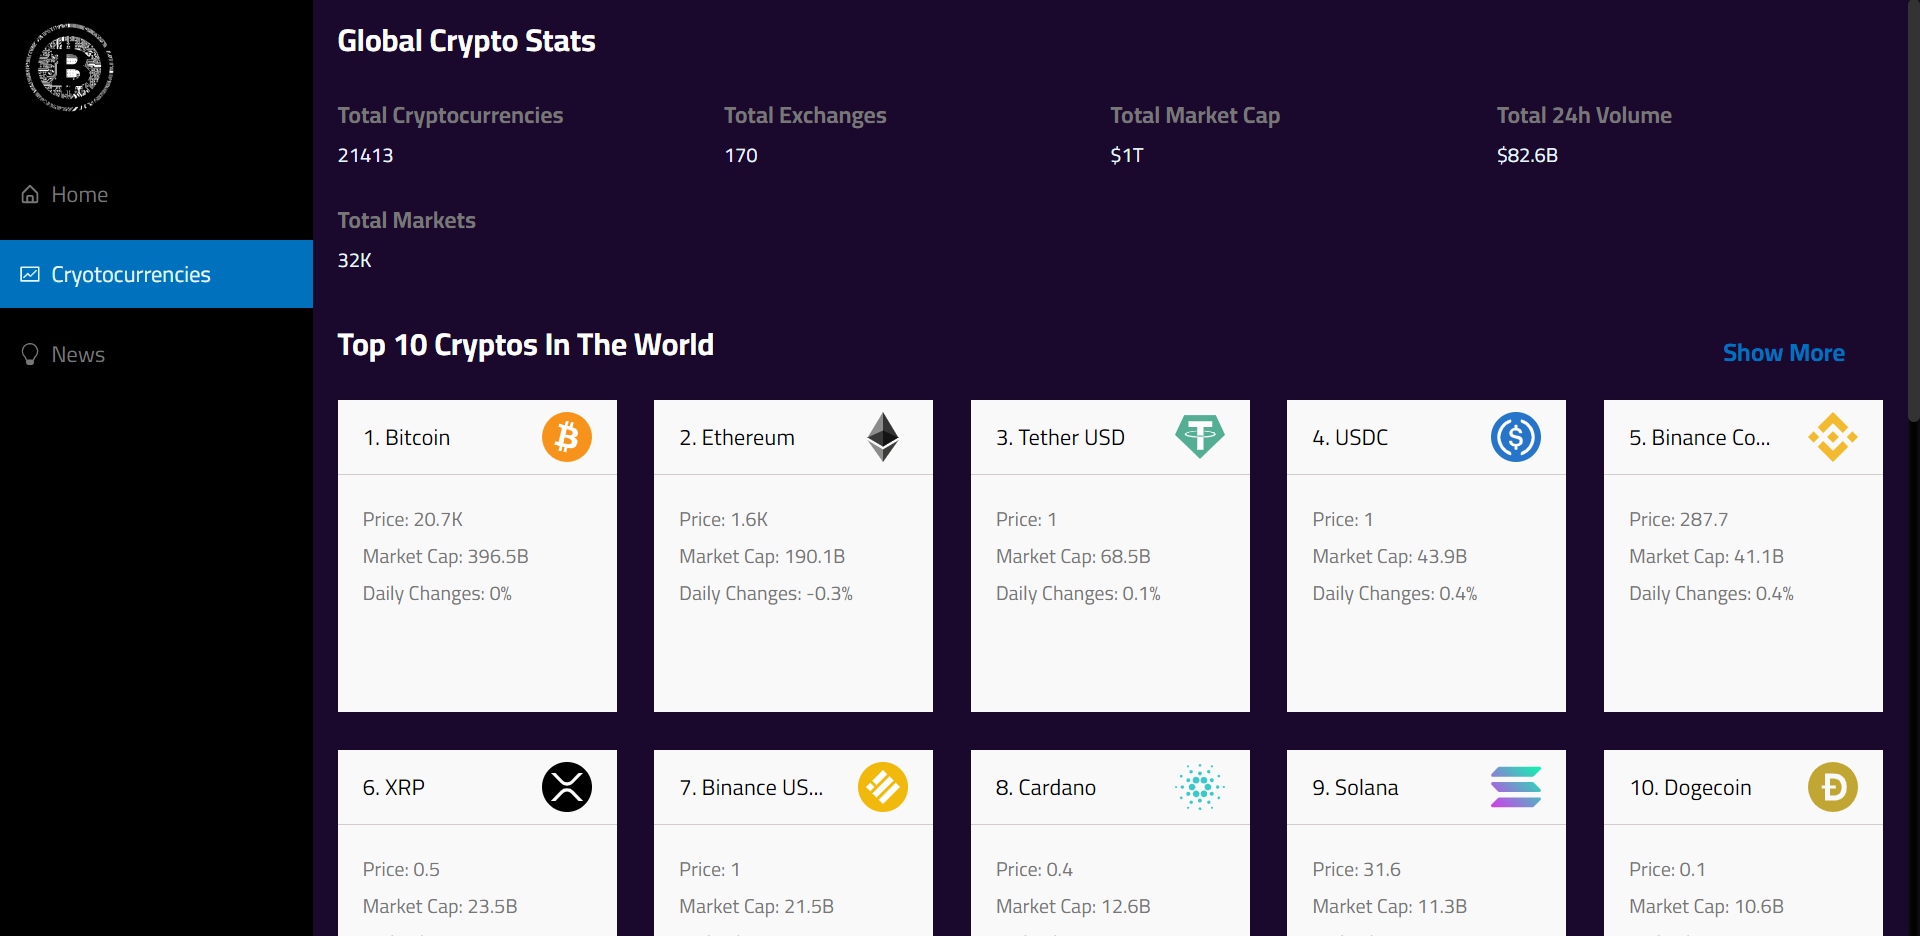 Home
Cryotocurrencies
News
Global Crypto Stats
Total Cryptocurrencies
21413
Total Exchanges
170
Total Market Cap
$1T
Total 24h Volume
$82.6B
Total Markets
32K
Top 10 Cryptos In The World
Show More
1. Bitcoin
Price: 20.7K
Market Cap: 396.5B
Daily Changes: 0%
2. Ethereum
Price: 1.6K
Market Cap: 190.1B
Daily Changes: -0.3%
3. Tether USD
Price: 1
Market Cap: 68.5B
Daily Changes: 0.1%
4. USDC
Price: 1
Market Cap: 43.9B
Daily Changes: 0.4%
5. Binance Co...
Price: 287.7
Market Cap: 41.1B
Daily Changes: 0.4%
6. XRP
Price: 0.5
Market Cap: 23.5B
7. Binance US...
Price: 1
Market Cap: 21.5B
8. Cardano
Price: 0.4
Market Cap: 12.6B
9. Solana
Price: 31.6
Market Cap: 11.3B
10. Dogecoin
Price: 0.1
Market Cap: 10.6B